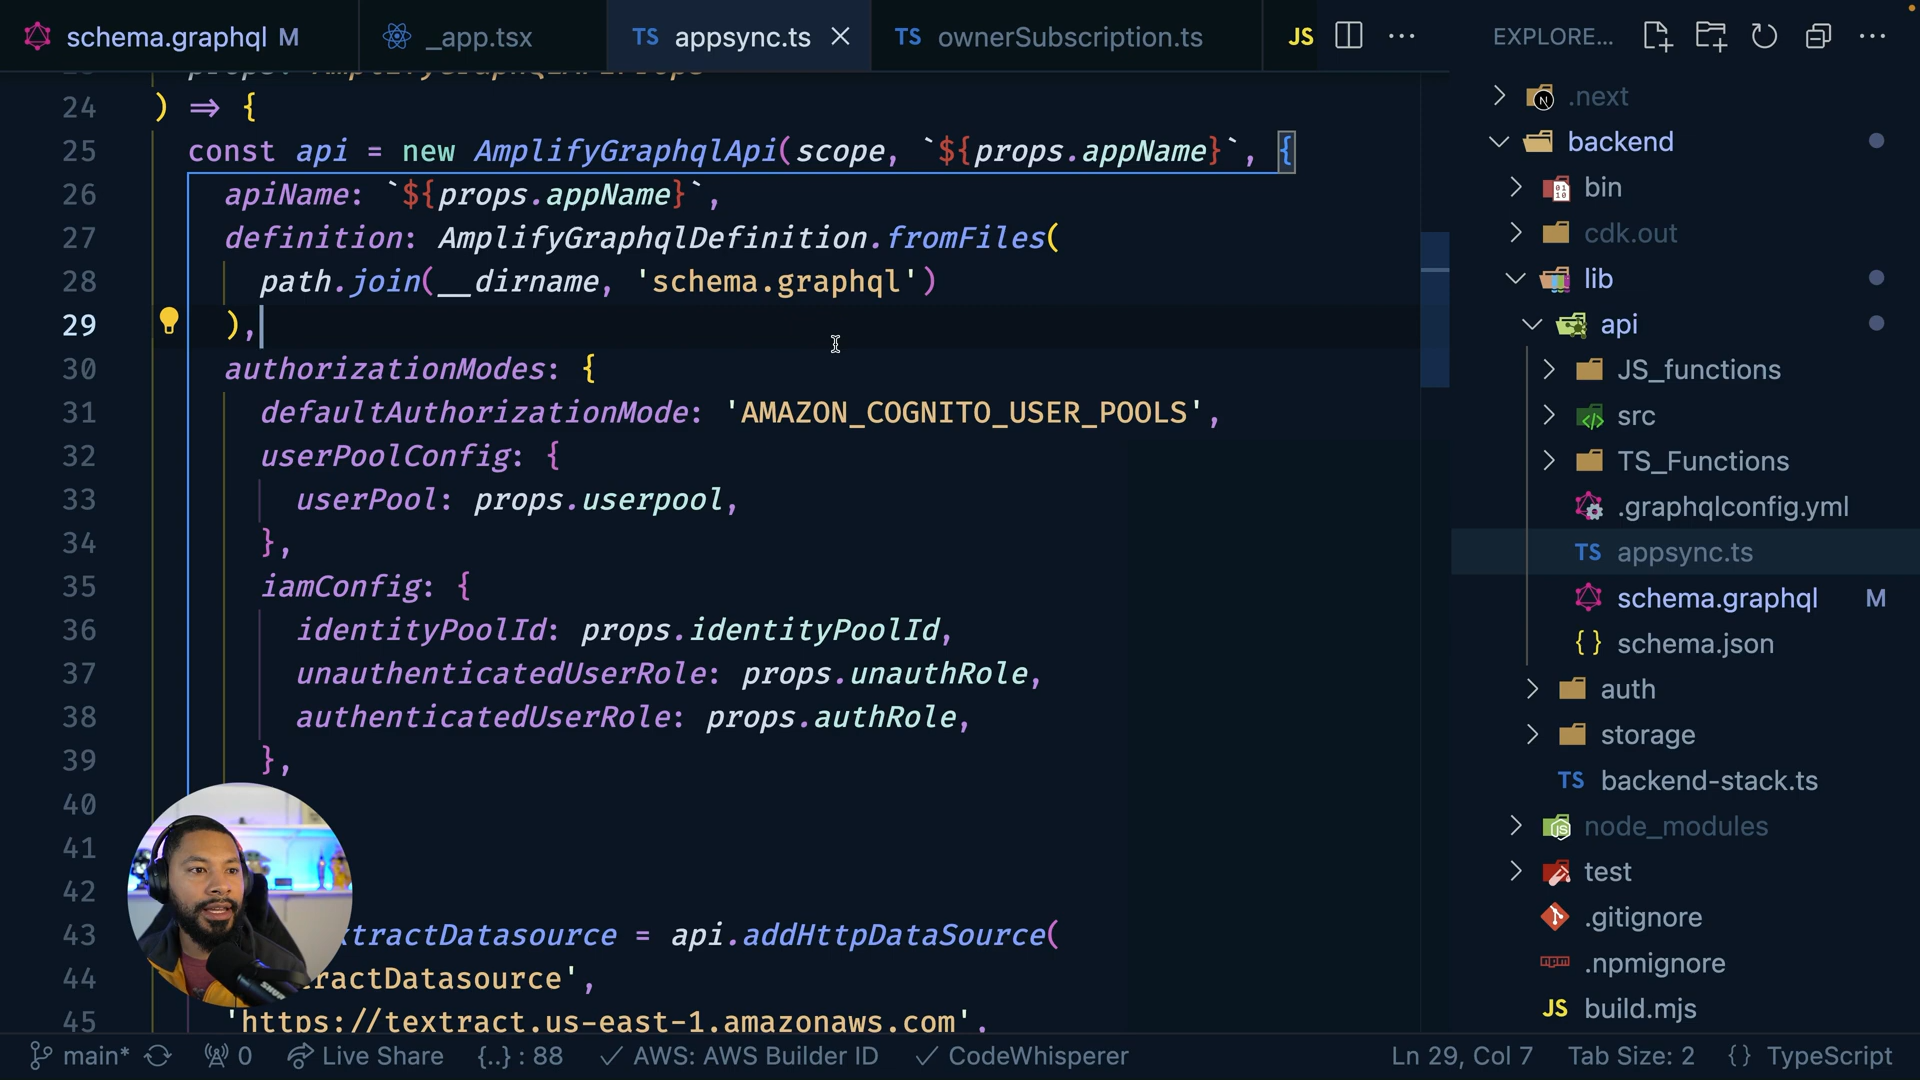 schema.graphql M
_app.tsx
TS appsync.ts
TS ownerSubscription.ts
JS
EXPLORE...
24 ) => {
25 const api = new AmplifyGraphqlApi(scope, `${props.appName}`, {
26 apiName: `${props.appName}`,
27 definition: AmplifyGraphqlDefinition.fromFiles(
28 path.join(__dirname, 'schema.graphql')
29 ),
30 authorizationModes: {
31 defaultAuthorizationMode: 'AMAZON_COGNITO_USER_POOLS',
32 userPoolConfig: {
33 userPool: props.userpool,
34 },
35 iamConfig: {
36 identityPoolId: props.identityPoolId,
37 unauthenticatedUserRole: props.unauthRole,
38 authenticatedUserRole: props.authRole,
39 },
40
41
42
43 xtractDatasource = api.addHttpDataSource(
44 ractDatasource',
45 'https://textract.us-east-1.amazonaws.com',
.next
backend
bin
cdk.out
lib
api
JS_functions
src
TS_Functions
.graphqlconfig.yml
TS appsync.ts
schema.graphql M
{} schema.json
auth
storage
TS backend-stack.ts
node_modules
test
.gitignore
.npmignore
JS build.mjs
main* 0 Live Share {..} : 88 AWS: AWS Builder ID CodeWhisperer Ln 29, Col 7 Tab Size: 2 {} TypeScript